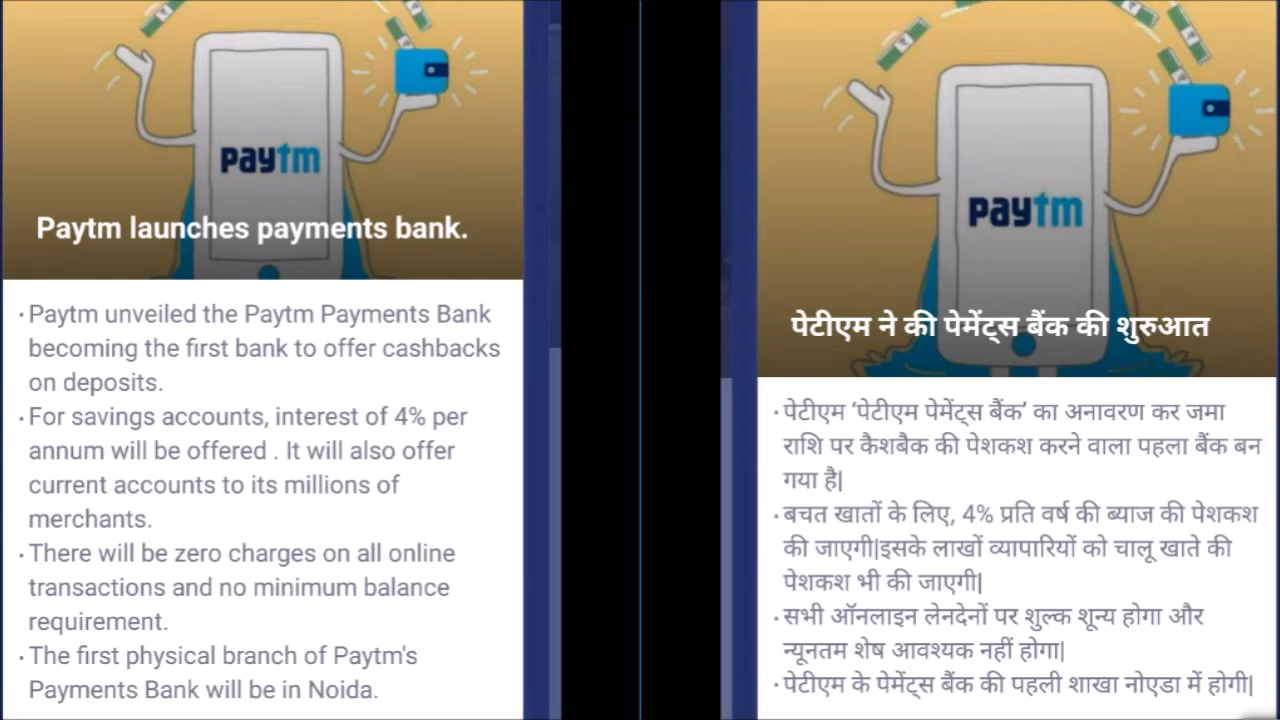 paytm
Paytm launches payments bank.
· Paytm unveiled the Paytm Payments Bank
becoming the first bank to offer cashbacks
on deposits.
· For savings accounts, interest of 4% per
annum will be offered . It will also offer
current accounts to its millions of
merchants.
· There will be zero charges on all online
transactions and no minimum balance
requirement.
· The first physical branch of Paytm's
Payments Bank will be in Noida.
paytm
पेटीएम ने की पेमेंट्स बैंक की शुरुआत
· पेटीएम ‘पेटीएम पेमेंट्स बैंक’ का अनावरण कर जमा
राशि पर कैशबैक की पेशकश करने वाला पहला बैंक बन
गया है|
· बचत खातों के लिए, 4% प्रति वर्ष की ब्याज की पेशकश
की जाएगी|इसके लाखों व्यापारियों को चालू खाते की
पेशकश भी की जाएगी|
· सभी ऑनलाइन लेनदेनों पर शुल्क शून्य होगा और
न्यूनतम शेष आवश्यक नहीं होगा|
· पेटीएम के पेमेंट्स बैंक की पहली शाखा नोएडा में होगी|